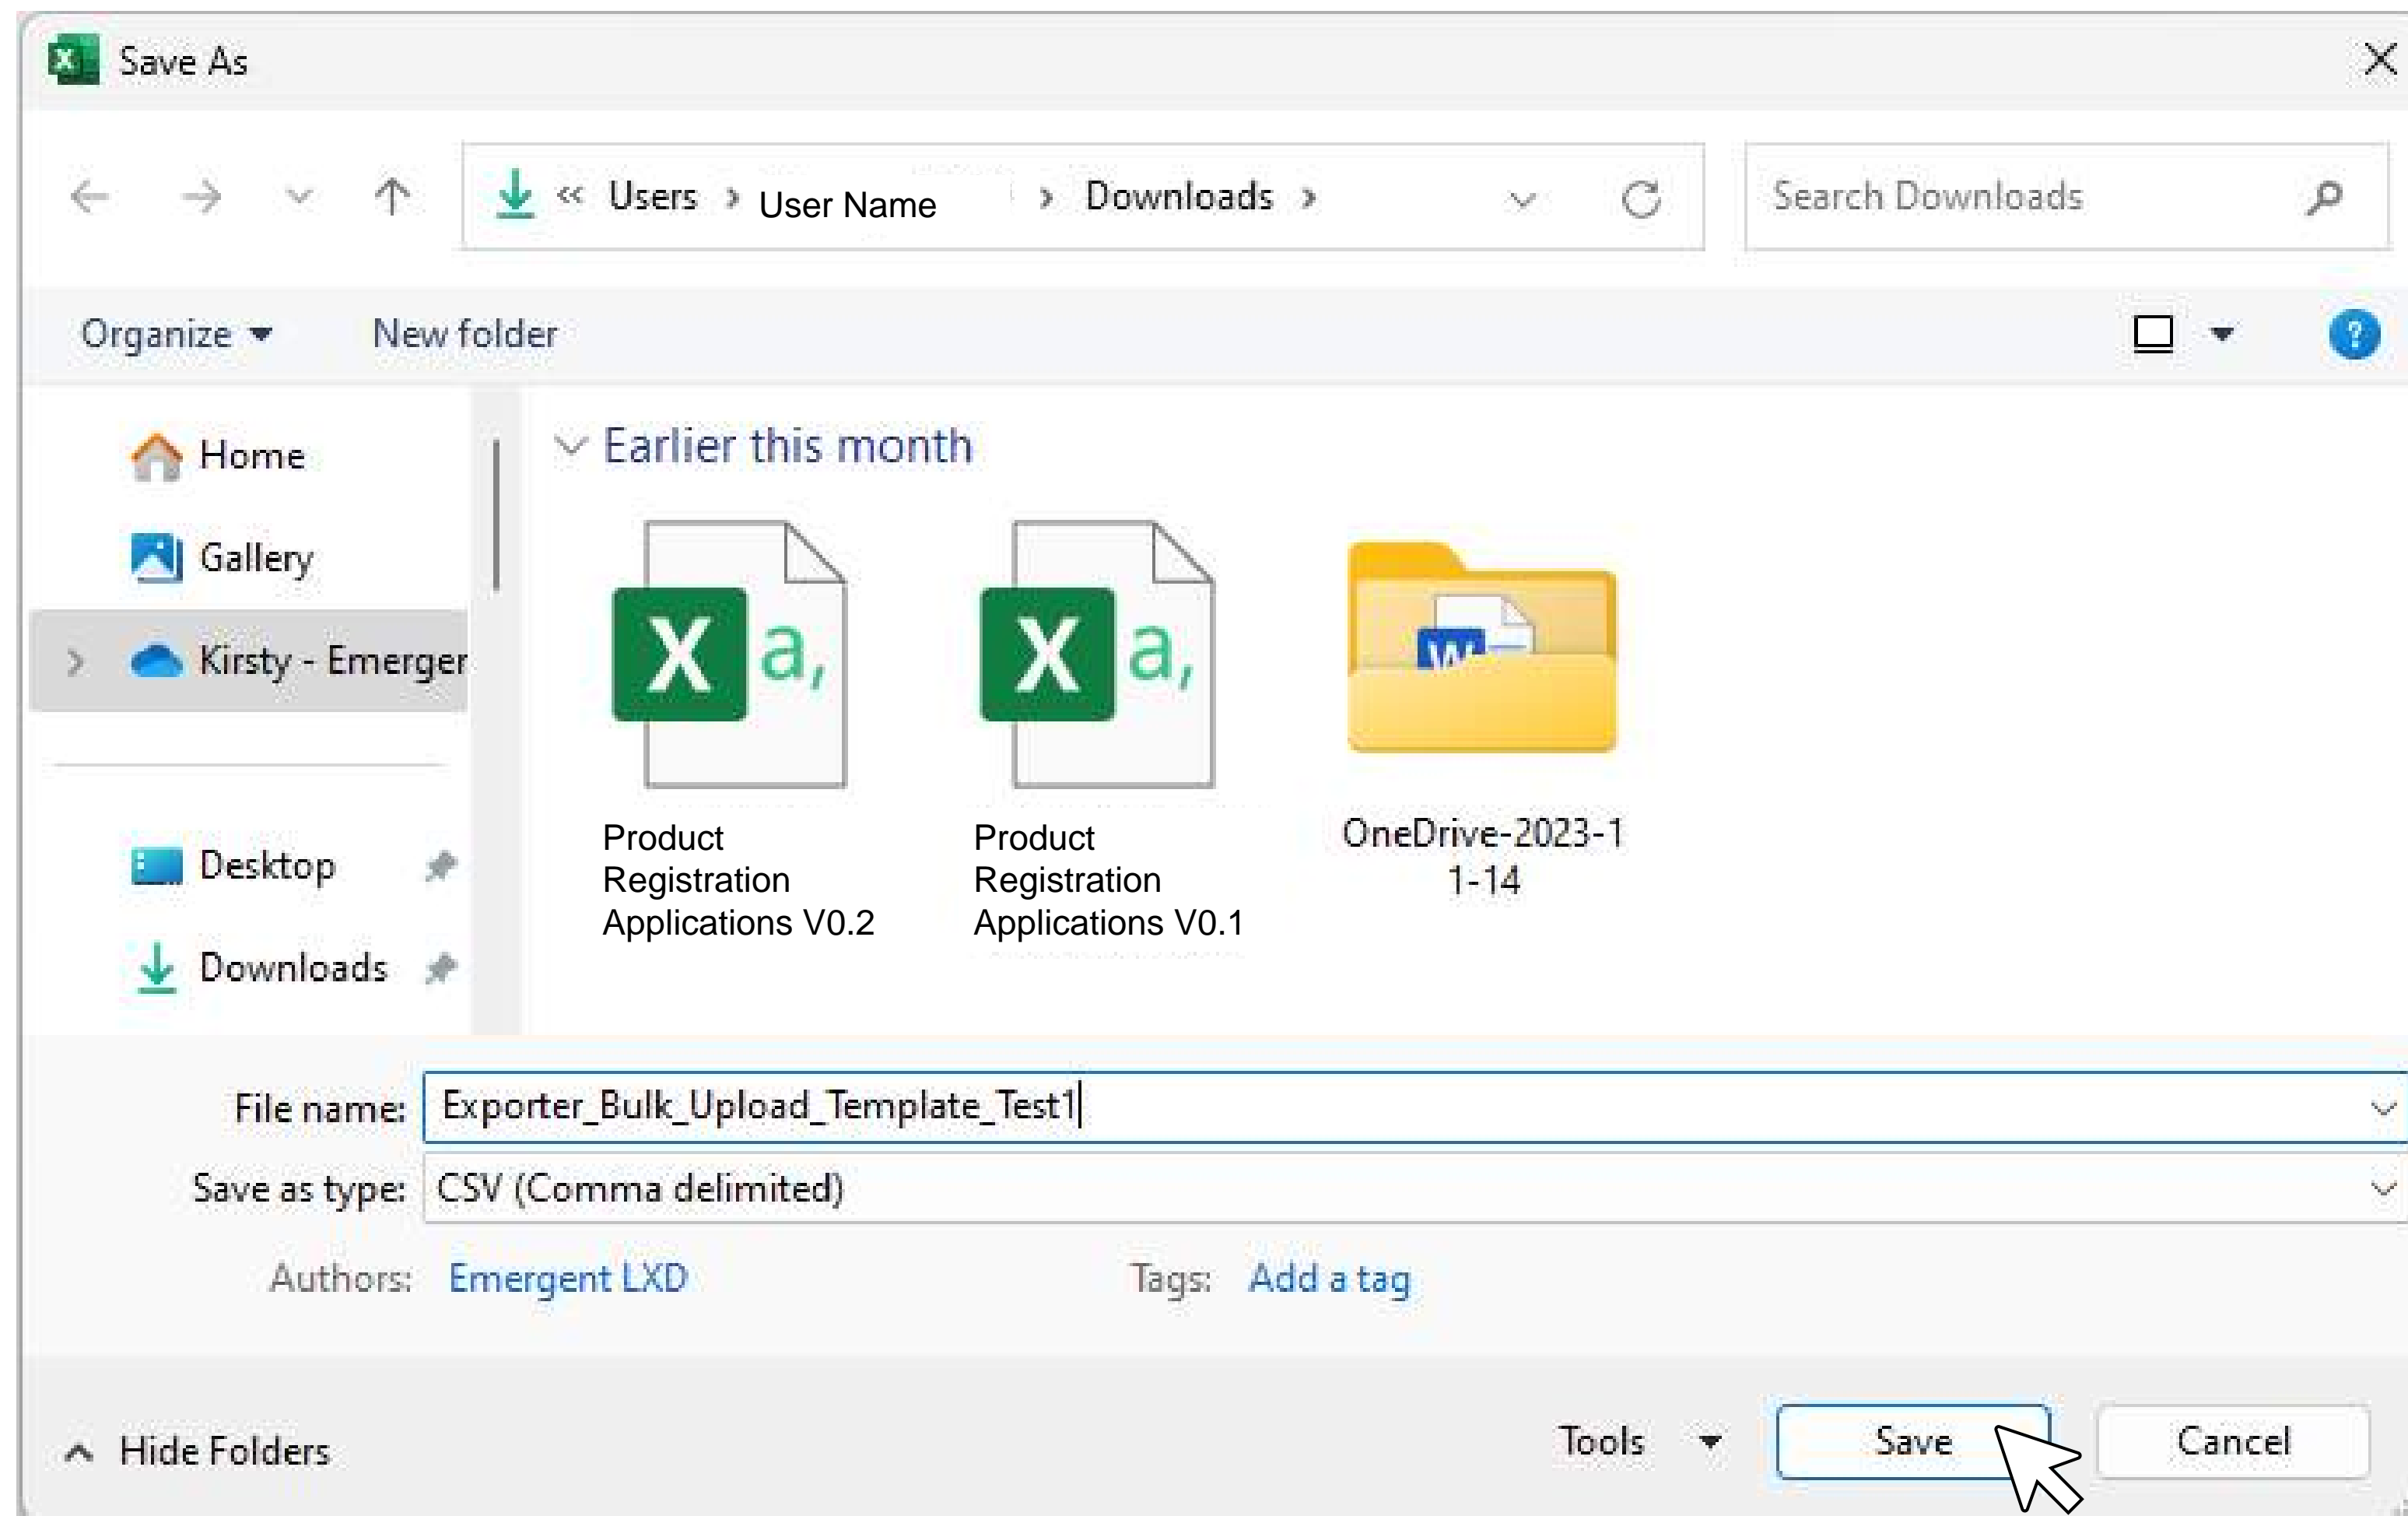 Save As
« Users > User Name > Downloads >
Search Downloads
Organize
New folder
?
Home
Gallery
Kirsty - Emerger
Desktop
Downloads
Earlier this month
X a,
X a,
W
Product
Registration
Applications V0.2
Product
Registration
Applications V0.1
OneDrive-2023-1
1-14
File name: Exporter_Bulk_Upload_Template_Test1
Save as type: CSV (Comma delimited)
Authors: Emergent LXD
Tags: Add a tag
Hide Folders
Tools
Save
Cancel